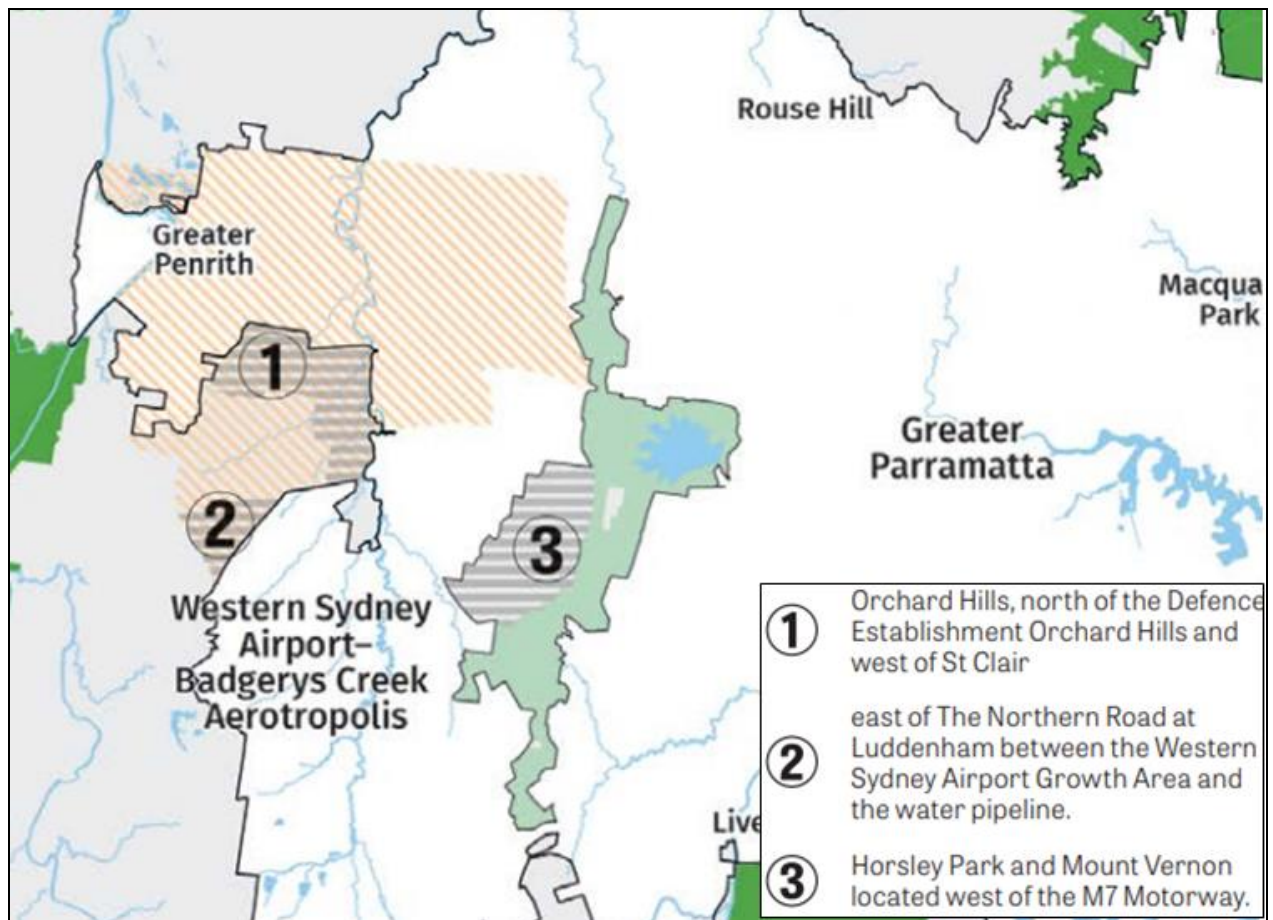 Rouse Hill
Greater
Penrith
Macqua
Park
1
Greater
Parramatta
2
3
Western Sydney
Airport–
Badgerys Creek
Aerotropolis
Live
1
Orchard Hills, north of the Defence
Establishment Orchard Hills and
west of St Clair
2
east of The Northern Road at
Luddenham between the Western
Sydney Airport Growth Area and
the water pipeline.
3
Horsley Park and Mount Vernon
located west of the M7 Motorway.